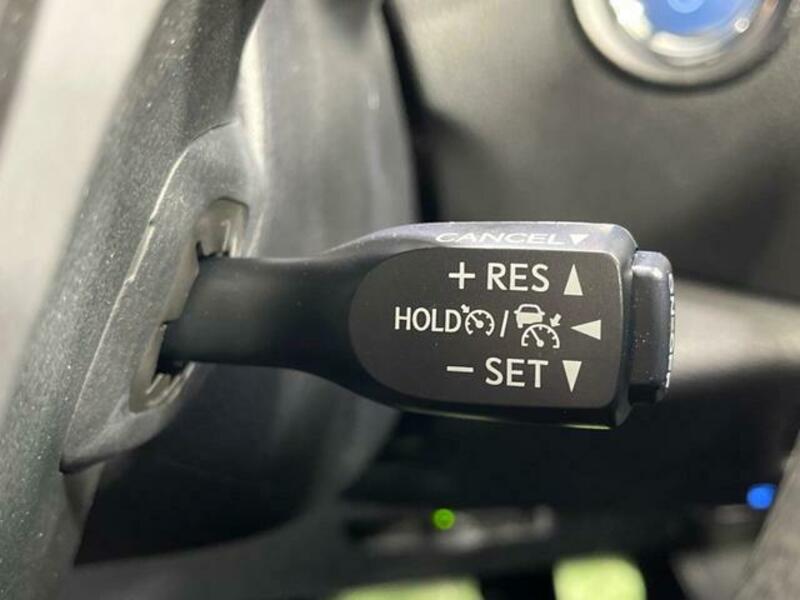 CANCEL▼
+ RES ▲
HOLD / ◀
− SET ▼